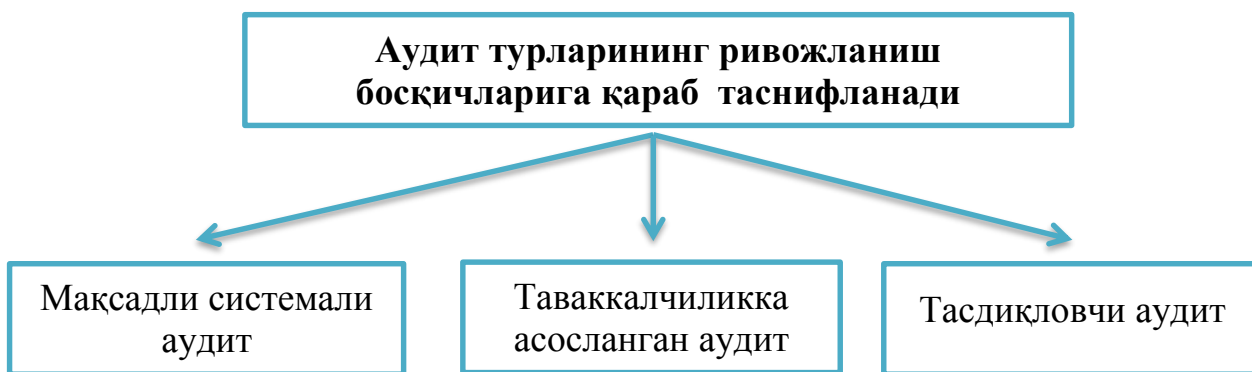 Аудит турларининг ривожланиш
босқичларига қараб таснифланади
Мақсадли системали
аудит
Таваккалчиликка
асосланган аудит
Тасдиқловчи аудит